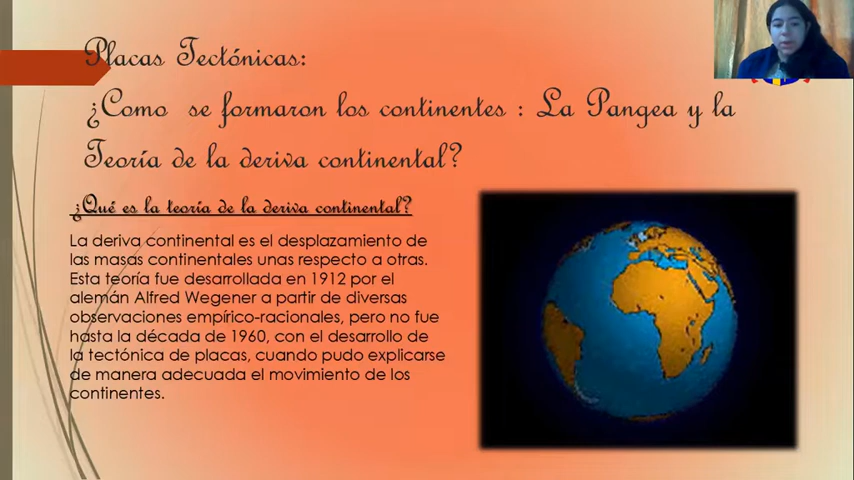 Placas Tectónicas:
¿Como se formaron los continentes : La Pangea y la
Teoría de la deriva continental?
¿Qué es la teoría de la deriva continental?
La deriva continental es el desplazamiento de
las masas continentales unas respecto a otras.
Esta teoría fue desarrollada en 1912 por el
alemán Alfred Wegener a partir de diversas
observaciones empírico-racionales, pero no fue
hasta la década de 1960, con el desarrollo de
la tectónica de placas, cuando pudo explicarse
de manera adecuada el movimiento de los
continentes.